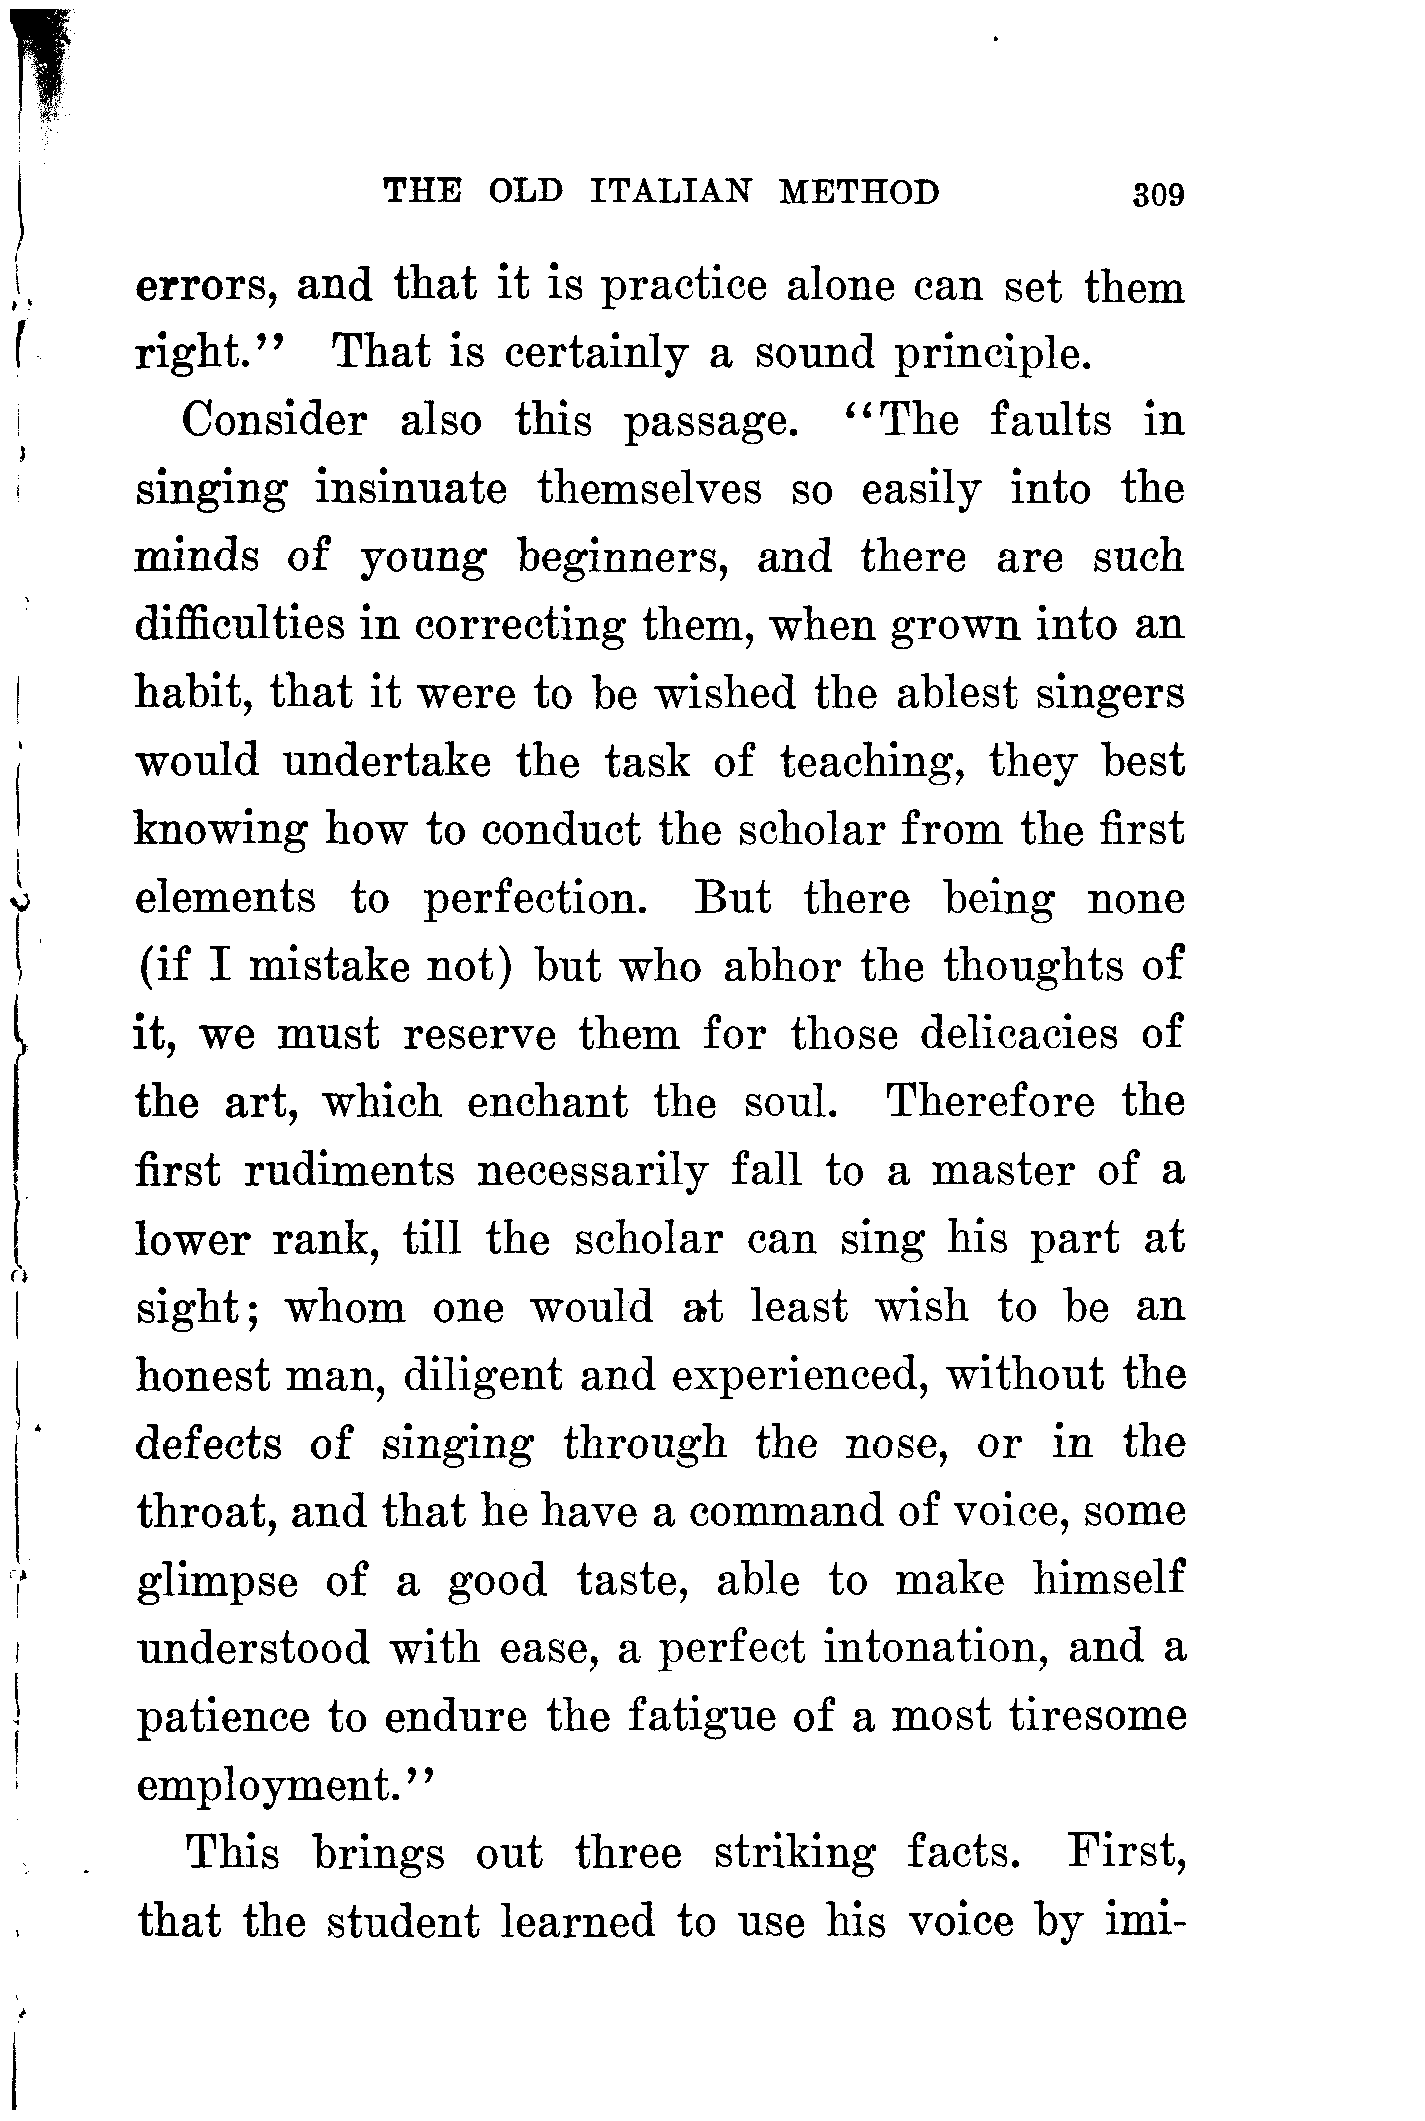 THE OLD ITALIAN METHOD 309
errors, and that it is practice alone can set them
right.'' That is certainly a sound principle.
Consider also this passage. ``The faults in
singing insinuate themselves so easily into the
minds of young beginners, and there are such
difficulties in correcting them, when grown into an
habit, that it were to be wished the ablest singers
would undertake the task of teaching, they best
knowing how to conduct the scholar from the first
elements to perfection. But there being none
(if I mistake not) but who abhor the thoughts of
it, we must reserve them for those delicacies of
the art, which enchant the soul. Therefore the
first rudiments necessarily fall to a master of a
lower rank, till the scholar can sing his part at
sight; whom one would at least wish to be an
honest man, diligent and experienced, without the
defects of singing through the nose, or in the
throat, and that he have a command of voice, some
glimpse of a good taste, able to make himself
understood with ease, a perfect intonation, and a
patience to endure the fatigue of a most tiresome
employment.''
This brings out three striking facts. First,
that the student learned to use his voice by imi-